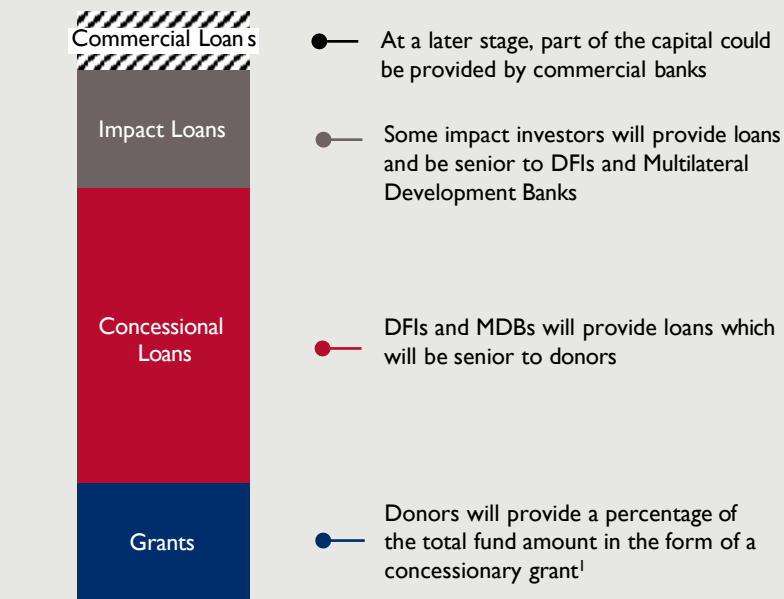 Commercial Loans
At a later stage, part of the capital could
be provided by commercial banks
Impact Loans
Some impact investors will provide loans
and be senior to DFIs and Multilateral
Development Banks
Concessional
Loans
DFIs and MDBs will provide loans which
will be senior to donors
Grants
Donors will provide a percentage of
the total fund amount in the form of a
concessionary grant¹